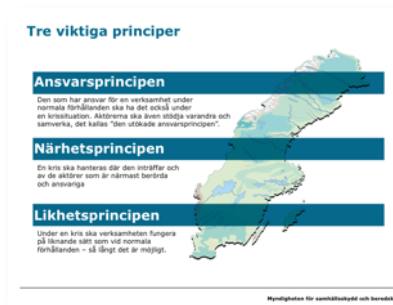 Tre viktiga principer
Ansvarsprincipen
Den som har ansvar för en verksamhet under
normala förhållanden ska ha det också under
en krissituation. Aktörerna ska även stödja varandra och
samverka, det kallas "den utökade ansvarsprincipen".
Närhetsprincipen
En kris ska hanteras där den inträffar och
av de aktörer som är närmast berörda
och ansvariga
Likhetsprincipen
Under en kris ska verksamheten fungera
på liknande sätt som vid normala
förhållanden – så långt det är möjligt.
Myndigheten för samhällsskydd och beredsk